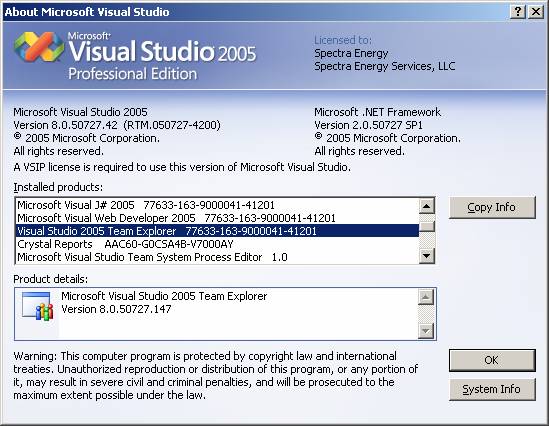 About Microsoft Visual Studio
Microsoft®
Visual Studio 2005
Professional Edition
Licensed to:
Spectra Energy
Spectra Energy Services, LLC
Microsoft Visual Studio 2005
Version 8.0.50727.42 (RTM.050727-4200)
© 2005 Microsoft Corporation.
All rights reserved.
Microsoft .NET Framework
Version 2.0.50727 SP1
© 2005 Microsoft Corporation.
All rights reserved.
A VSIP license is required to use this version of Microsoft Visual Studio.
Installed products:
Microsoft Visual J# 2005 77633-163-9000041-41201
Microsoft Visual Web Developer 2005 77633-163-9000041-41201
Visual Studio 2005 Team Explorer 77633-163-9000041-41201
Crystal Reports AAC60-G0CSA4B-V7000AY
Microsoft Visual Studio Team System Process Editor 1.0
Copy Info
Product details:
Microsoft Visual Studio 2005 Team Explorer
Version 8.0.50727.147
Warning: This computer program is protected by copyright law and international
treaties. Unauthorized reproduction or distribution of this program, or any portion of
it, may result in severe civil and criminal penalties, and will be prosecuted to the
maximum extent possible under the law.
OK
System Info